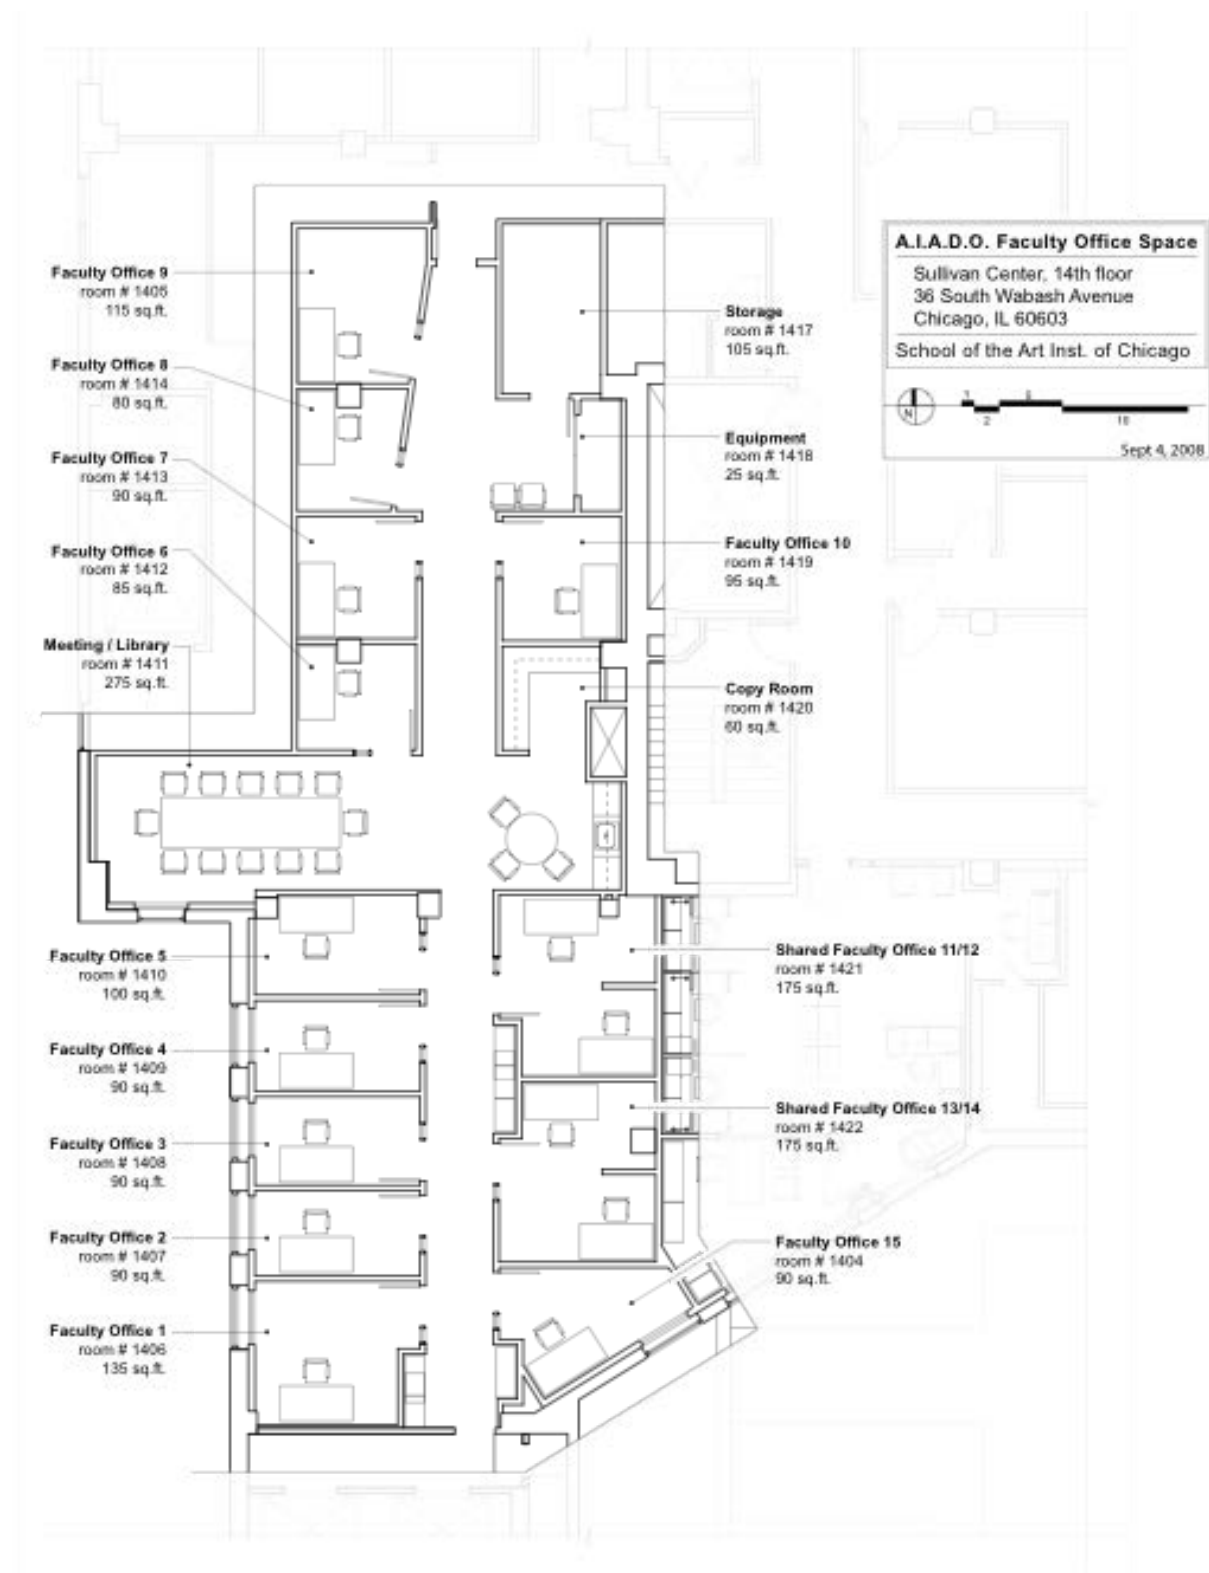 Faculty Office 9
room # 1405
115 sq.ft.
Faculty Office 8
room # 1414
80 sq.ft.
Faculty Office 7
room # 1413
90 sq.ft.
Faculty Office 6
room # 1412
85 sq.ft.
Meeting / Library
room # 1411
275 sq.ft.
Faculty Office 5
room # 1410
100 sq.ft.
Faculty Office 4
room # 1409
90 sq.ft.
Faculty Office 3
room # 1408
90 sq.ft.
Faculty Office 2
room # 1407
90 sq.ft.
Faculty Office 1
room # 1406
135 sq.ft.
Storage
room # 1417
105 sq.ft.
Equipment
room # 1418
25 sq.ft.
Faculty Office 10
room # 1419
95 sq.ft.
Copy Room
room # 1420
60 sq.ft.
Shared Faculty Office 11/12
room # 1421
175 sq.ft.
Shared Faculty Office 13/14
room # 1422
175 sq.ft.
Faculty Office 15
room # 1404
90 sq.ft.
A.I.A.D.O. Faculty Office Space
Sullivan Center, 14th floor
36 South Wabash Avenue
Chicago, IL 60603
School of the Art Inst. of Chicago
N
1
2
10
Sept 4, 2008